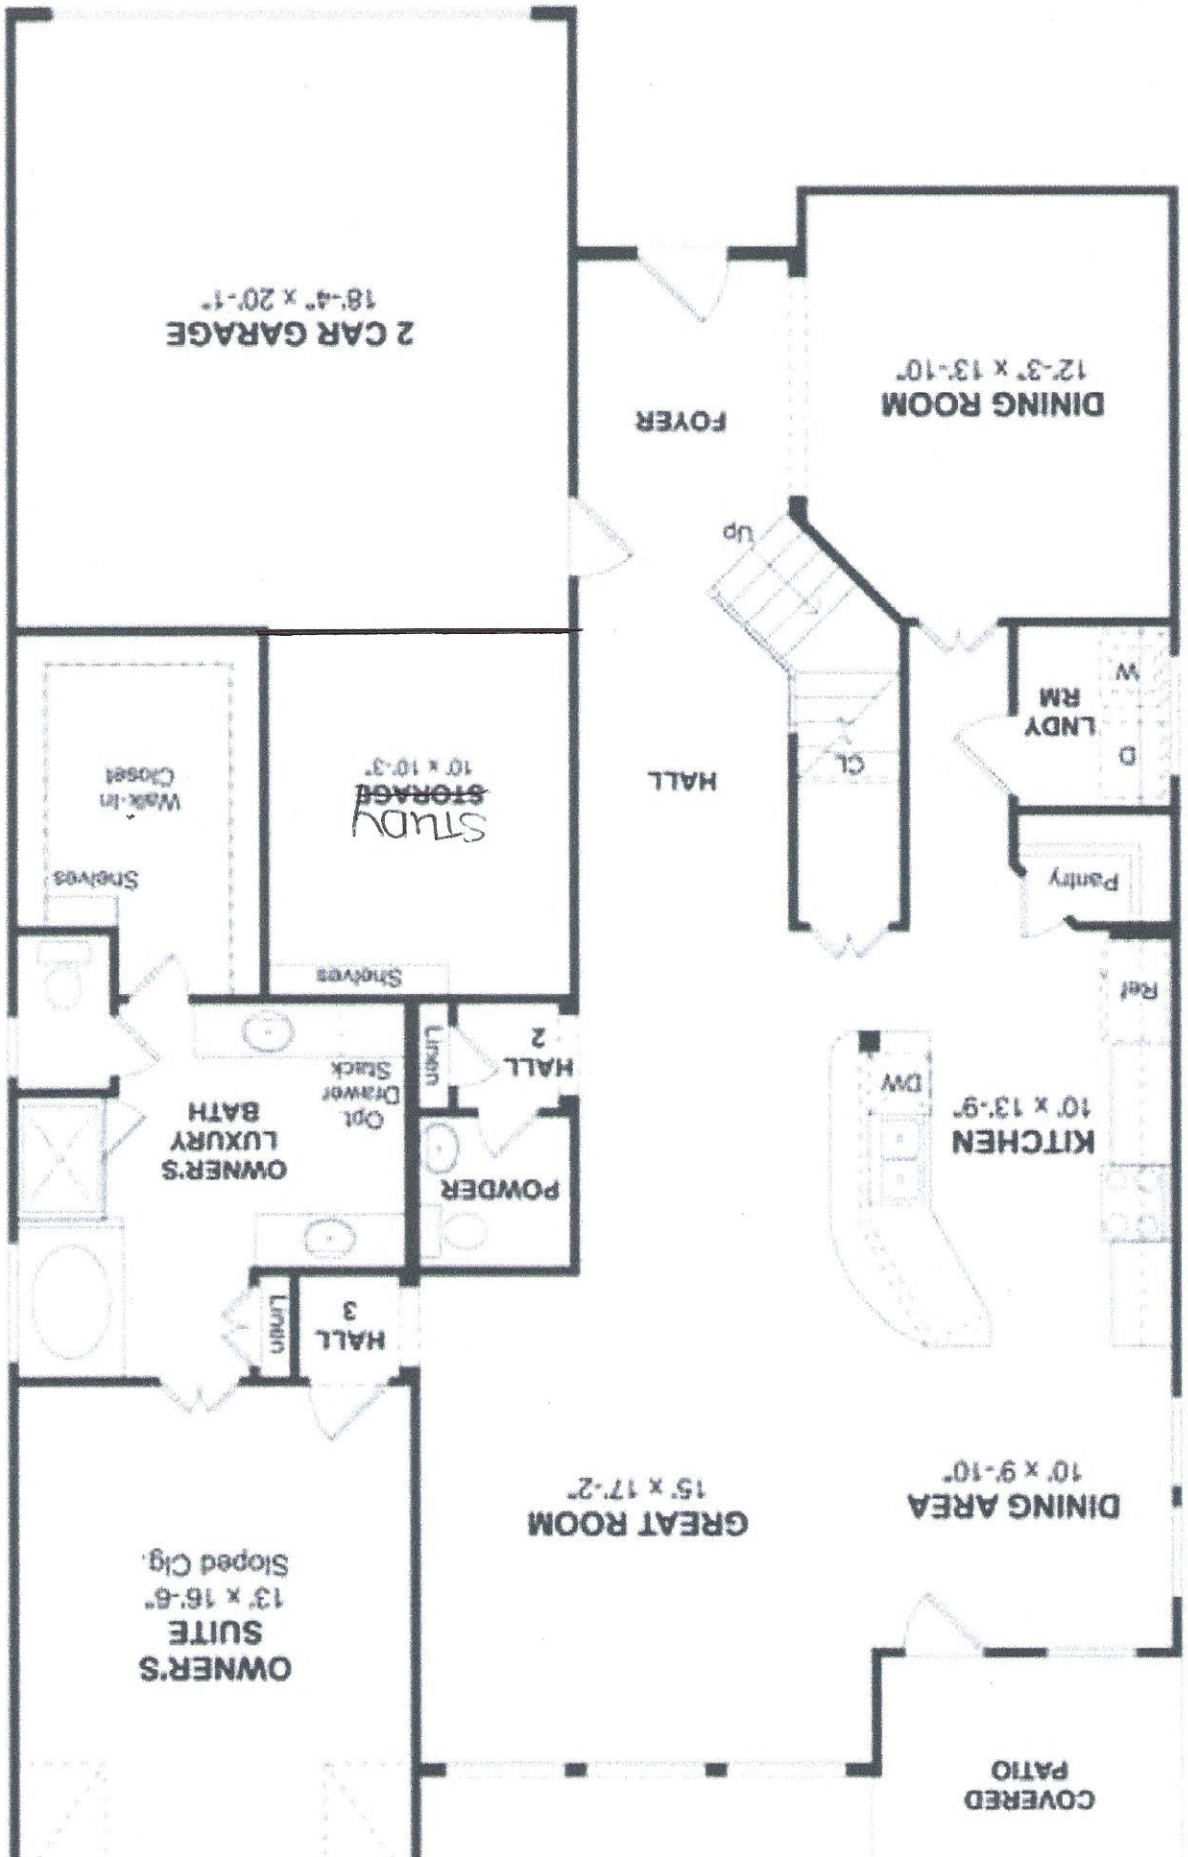 COVERED
PATIO
OWNER'S
SUITE
13' x 16'-6"
Sloped Clg.
DINING AREA
10' x 9'-10"
GREAT ROOM
15' x 17'-2"
HALL
3
Linen
KITCHEN
10' x 13'-9"
DW
Ref
POWDER
HALL
2
Linen
OWNER'S
LUXURY
BATH
Opt.
Drawer
Stack
Shelves
Pantry
Shelves
STUDY
STORAGE
10' x 10'-3"
Walk-In
Closet
HALL
CL
LNDY
RM
D
W
Up
FOYER
DINING ROOM
12'-3" x 13'-10"
2 CAR GARAGE
18'-4" x 20'-1"